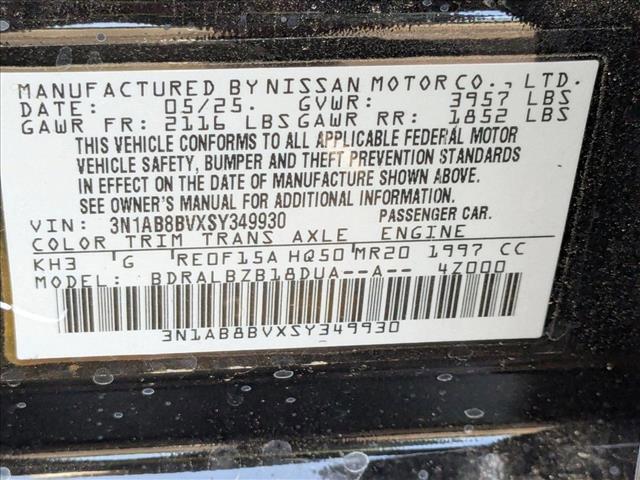 MANUFACTURED BY NISSAN MOTOR CO., LTD.
DATE: 05/25. GVWR: 3957 LBS
GAWR FR: 2116 LBS GAWR RR: 1852 LBS
THIS VEHICLE CONFORMS TO ALL APPLICABLE FEDERAL MOTOR
VEHICLE SAFETY, BUMPER AND THEFT PREVENTION STANDARDS
IN EFFECT ON THE DATE OF MANUFACTURE SHOWN ABOVE.
SEE OWNER'S MANUAL FOR ADDITIONAL INFORMATION.
VIN: 3N1AB8BVXSY349930 PASSENGER CAR.
COLOR TRIM TRANS AXLE ENGINE
KH3 G RE0F15A HQ50 MR20 1997 CC
MODEL: BDRALBZB18DUA--A-- 4Z000
3N1AB8BVXSY349930